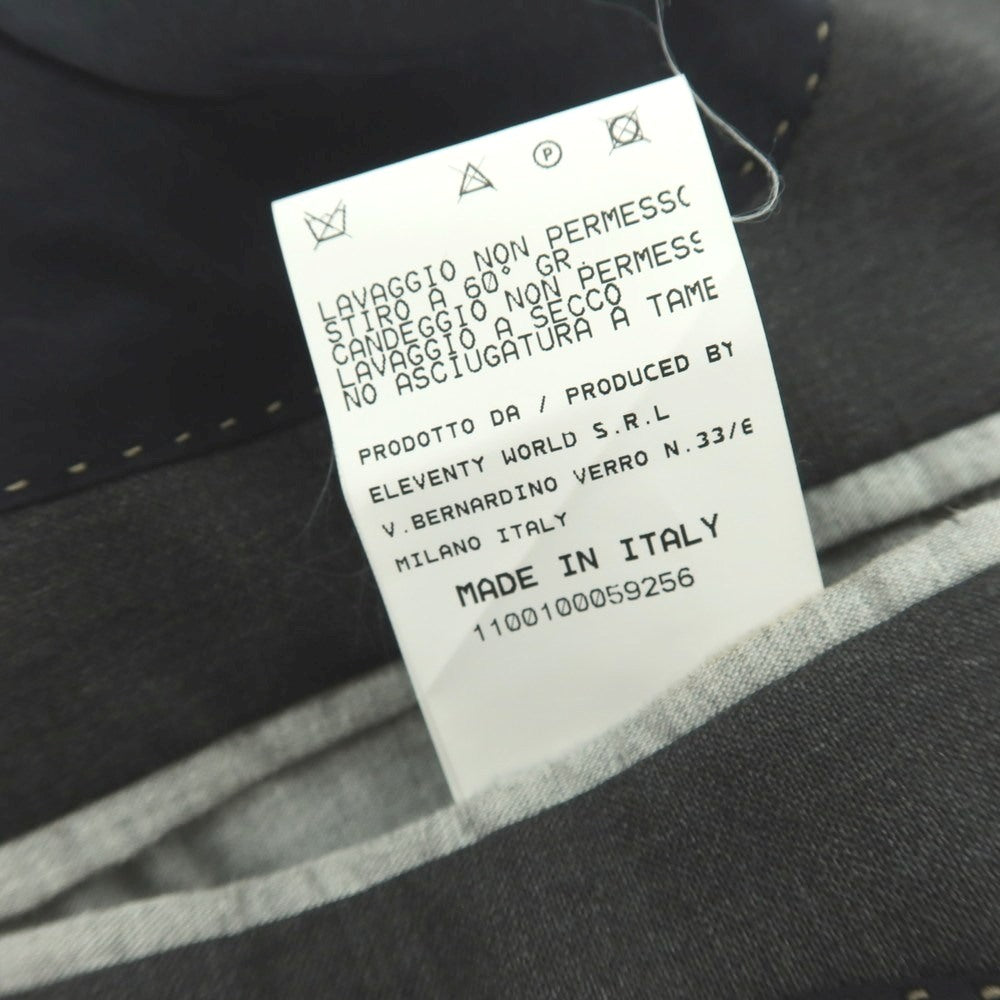 P
LAVAGGIO NON PERMESSO
STIRO A 60° GR.
CANDEGGIO NON PERMESS
LAVAGGIO A SECCO
NO ASCIUGATURA A TAME
PRODOTTO DA / PRODUCED BY
ELEVENTY WORLD S.R.L
V.BERNARDINO VERRO N.33/E
MILANO ITALY
MADE IN ITALY
1100100059256